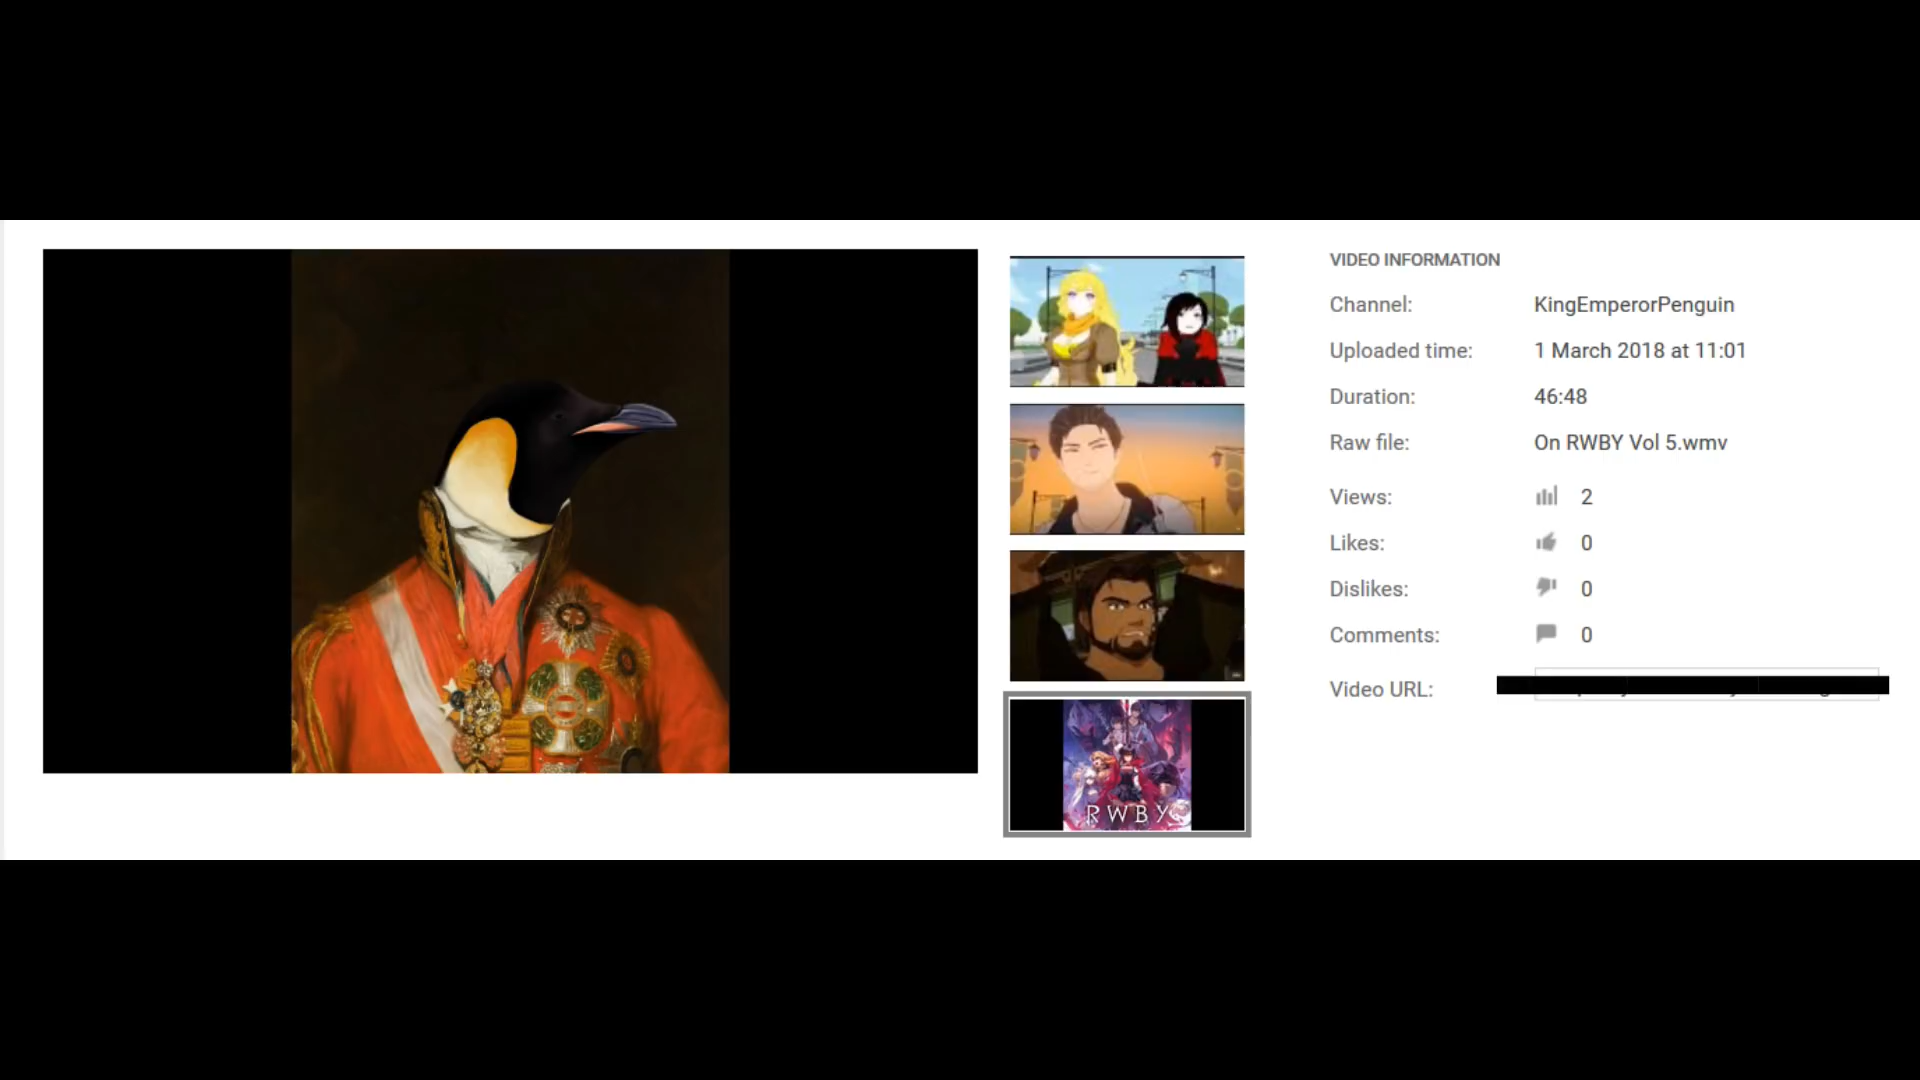 VIDEO INFORMATION
Channel: KingEmperorPenguin
Uploaded time: 1 March 2018 at 11:01
Duration: 46:48
Raw file: On RWBY Vol 5.wmv
Views: 2
Likes: 0
Dislikes: 0
Comments: 0
Video URL:
RWBY